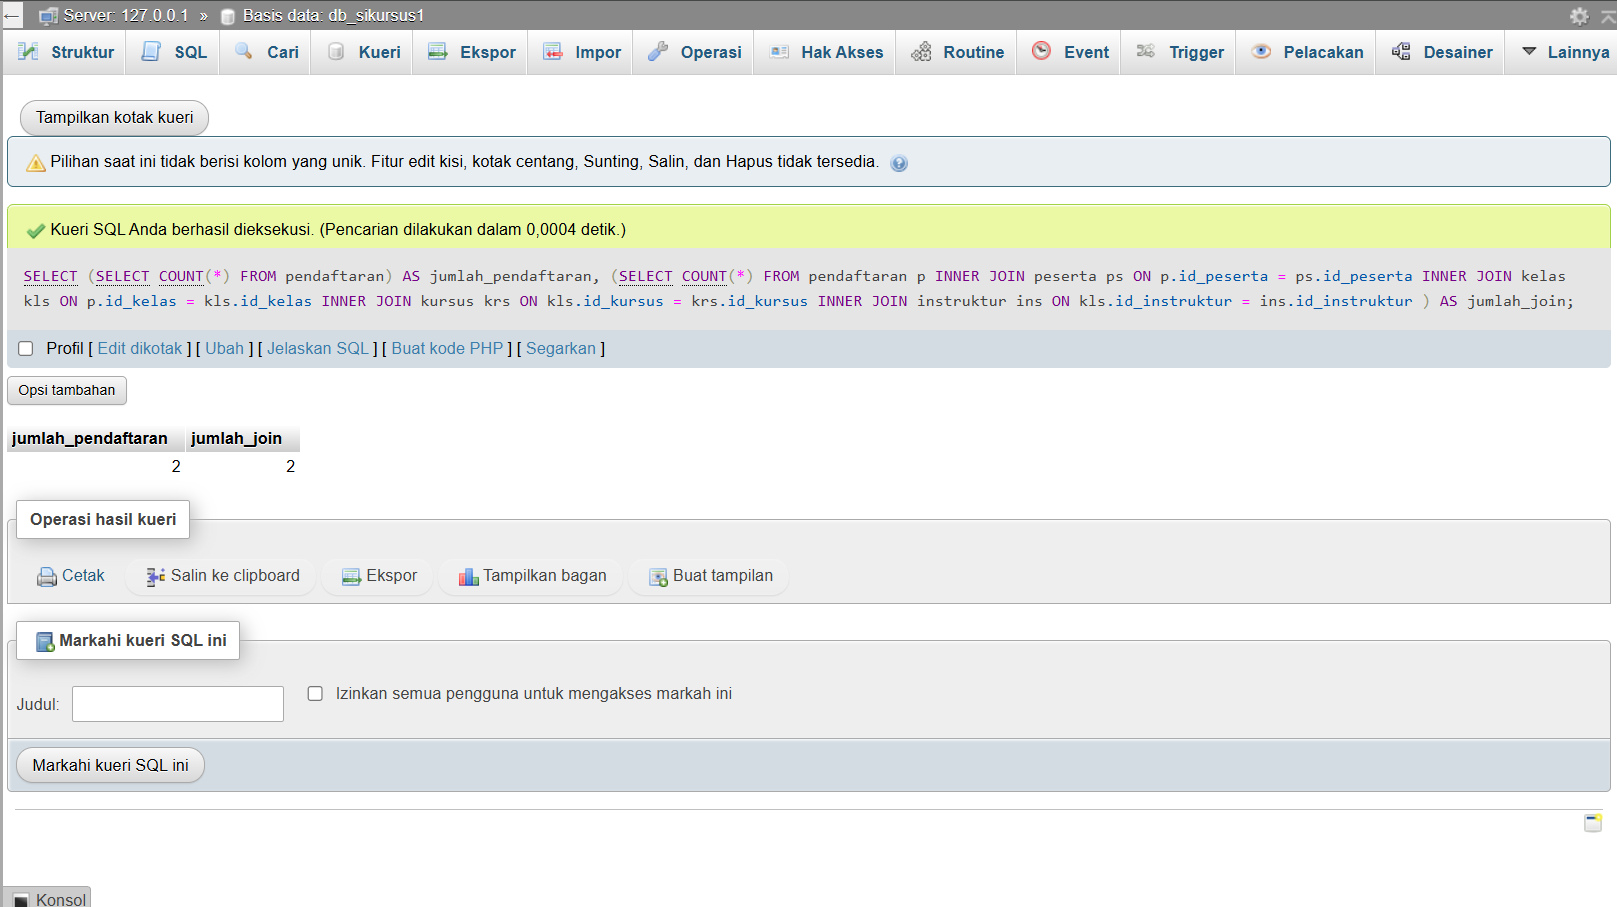 Server: 127.0.0.1 » Basis data: db_sikursus1
Struktur SQL Cari Kueri Ekspor Impor Operasi Hak Akses Routine Event Trigger Pelacakan Desainer Lainnya
Tampilkan kotak kueri
Pilihan saat ini tidak berisi kolom yang unik. Fitur edit kisi, kotak centang, Sunting, Salin, dan Hapus tidak tersedia.
Kueri SQL Anda berhasil dieksekusi. (Pencarian dilakukan dalam 0,0004 detik.)
SELECT (SELECT COUNT(*) FROM pendaftaran) AS jumlah_pendaftaran, (SELECT COUNT(*) FROM pendaftaran p INNER JOIN peserta ps ON p.id_peserta = ps.id_peserta INNER JOIN kelas
kls ON p.id_kelas = kls.id_kelas INNER JOIN kursus krs ON kls.id_kursus = krs.id_kursus INNER JOIN instruktur ins ON kls.id_instruktur = ins.id_instruktur ) AS jumlah_join;
Profil [ Edit dikotak ] [ Ubah ] [ Jelaskan SQL ] [ Buat kode PHP ] [ Segarkan ]
Opsi tambahan
jumlah_pendaftaran jumlah_join
2 2
Operasi hasil kueri
Cetak Salin ke clipboard Ekspor Tampilkan bagan Buat tampilan
Markahi kueri SQL ini
Judul: Izinkan semua pengguna untuk mengakses markah ini
Markahi kueri SQL ini
Konsol